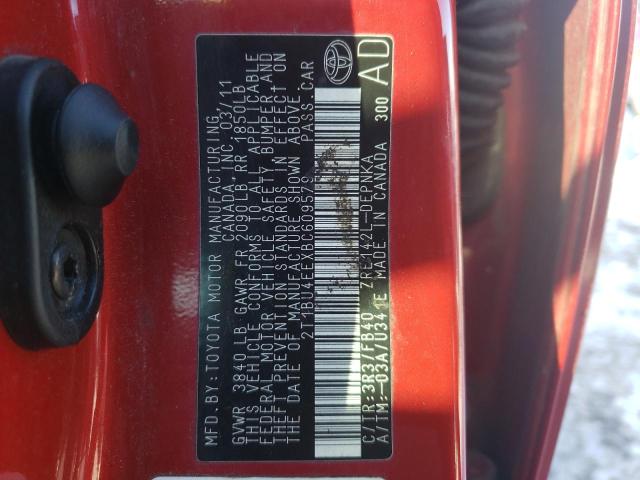 MFD.BY:TOYOTA MOTOR MANUFACTURING
CANADA, INC. 03/11
GVWR 3840 LB GAWR FR 2090LB RR 1850LB
THIS VEHICLE CONFORMS TO ALL APPLICABLE
FEDERAL MOTOR VEHICLE SAFETY, BUMPER AND
THEFT PREVENTION STANDARDS IN EFFECT ON
THE DATE OF MANUFACTURE SHOWN ABOVE.
2T1BU4EEXBC609579 PASS. CAR
ZRE142L-DEPNKA
C/TR:3R3/FB40
A/TM:-03A/U341E MADE IN CANADA 300
AD